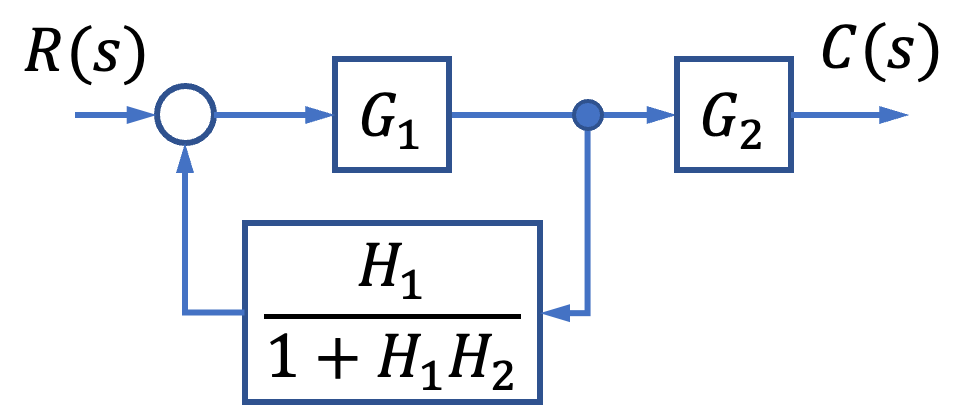 R(s)
C(s)
G₁
G₂
H₁
1 + H₁H₂